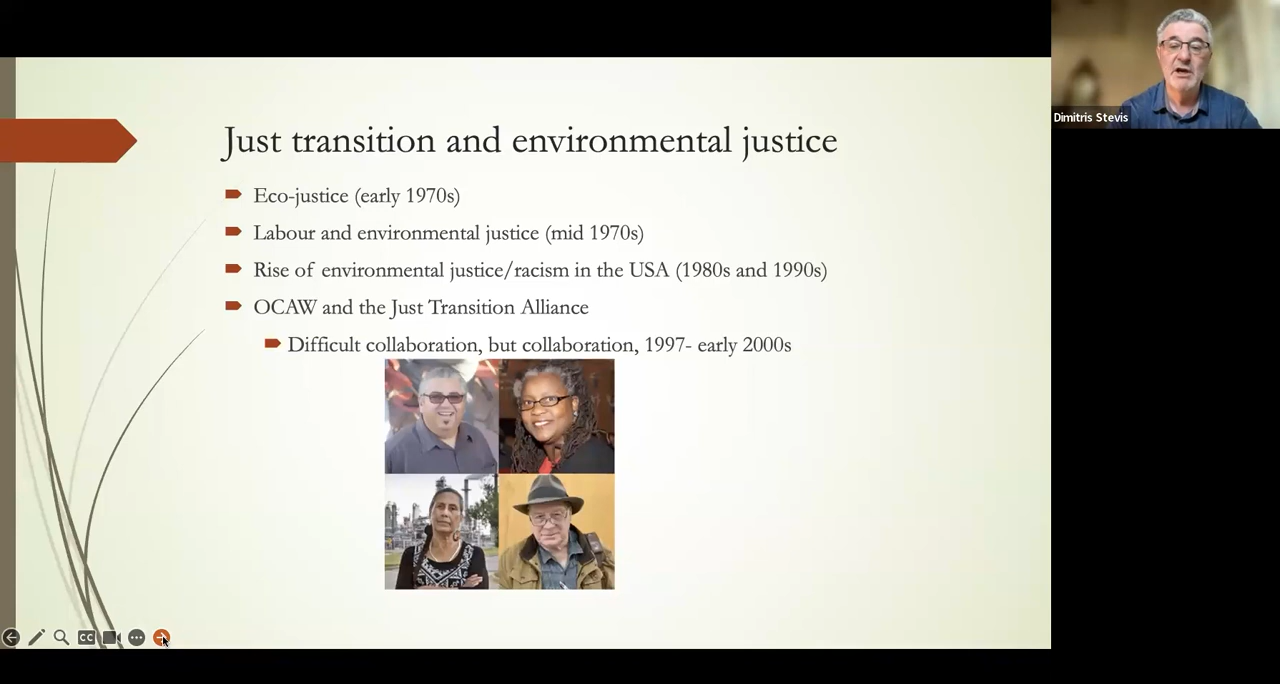 Just transition and environmental justice
Eco-justice (early 1970s)
Labour and environmental justice (mid 1970s)
Rise of environmental justice/racism in the USA (1980s and 1990s)
OCAW and the Just Transition Alliance
Difficult collaboration, but collaboration, 1997- early 2000s
Dimitris Stevis
CC